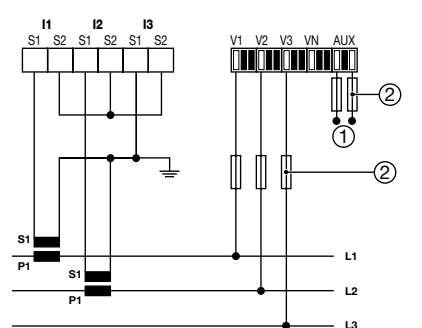 I1 I2 I3
S1 S2 S1 S2 S1 S2 V1 V2 V3 VN AUX
2
1
2
S1
P1 L1
S1
P1 L2
L3